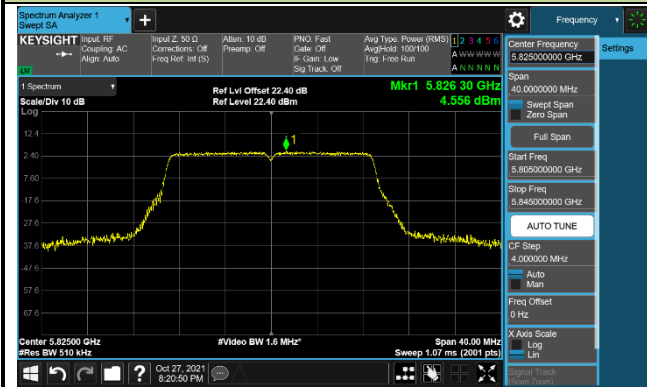 Spectrum Analyzer 1
Swept SA
+
Frequency
KEYSIGHT
Input: RF
Coupling: AC
Align: Auto
Input Z: 50 Ω
Corrections: Off
Freq Ref: Int (S)
Atten: 10 dB
Preamp: Off
PNO: Fast
Gate: Off
IF Gain: Low
Sig Track: Off
Avg Type: Power (RMS)
Avg|Hold: 100/100
Trig: Free Run
1 2 3 4 5 6
A WW WW W
A N N N N N
LW
1 Spectrum
Scale/Div 10 dB
Log
Ref Lvl Offset 22.40 dB
Ref Level 22.40 dBm
Mkr1 5.826 30 GHz
4.556 dBm
1
12.4
2.40
-7.60
-17.6
-27.6
-37.6
-47.6
-57.6
-67.6
Center 5.82500 GHz
#Res BW 510 kHz
#Video BW 1.6 MHz*
Span 40.00 MHz
Sweep 1.07 ms (2001 pts)
Center Frequency
5.825000000 GHz
Settings
Span
40.0000000 MHz
Swept Span
Zero Span
Full Span
Start Freq
5.805000000 GHz
Stop Freq
5.845000000 GHz
AUTO TUNE
CF Step
4.000000 MHz
Auto
Man
Freq Offset
0 Hz
X Axis Scale
Log
Lin
Signal Track
(Span Zoom)
?
Oct 27, 2021
8:20:50 PM